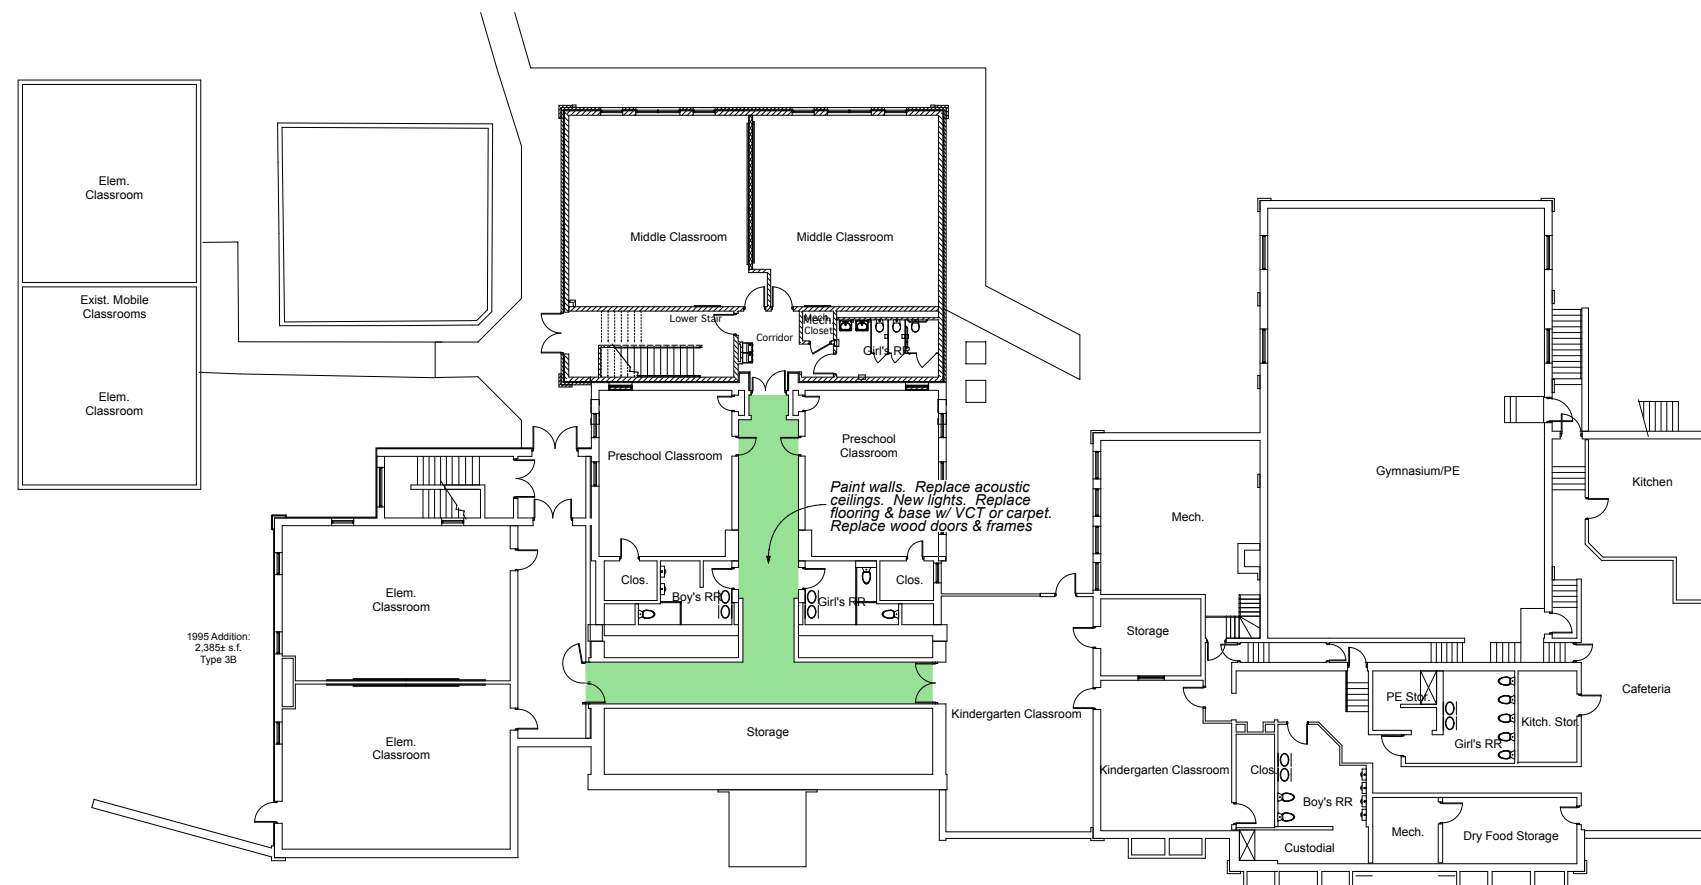 Elem.
Classroom
Exist. Mobile
Classrooms
Elem.
Classroom
Middle Classroom
Middle Classroom
Lower Stair
Corridor
Mech.
Mech.
Closet
Girl's RR
Preschool Classroom
Preschool
Classroom
Paint walls.  Replace acoustic
ceilings.  New lights.  Replace
flooring & base w/ VCT or carpet.
Replace wood doors & frames
Clos.
Boy's RR
Girl's RR
Clos.
Elem.
Classroom
1995 Addition:
2,385± s.f.
Type 3B
Elem.
Classroom
Storage
Kindergarten Classroom
Mech.
Storage
Gymnasium/PE
Kitchen
Cafeteria
PE Stor.
Girl's RR
Kitch. Stor.
Kindergarten Classroom
Clos.
Boy's RR
Custodial
Mech.
Dry Food Storage